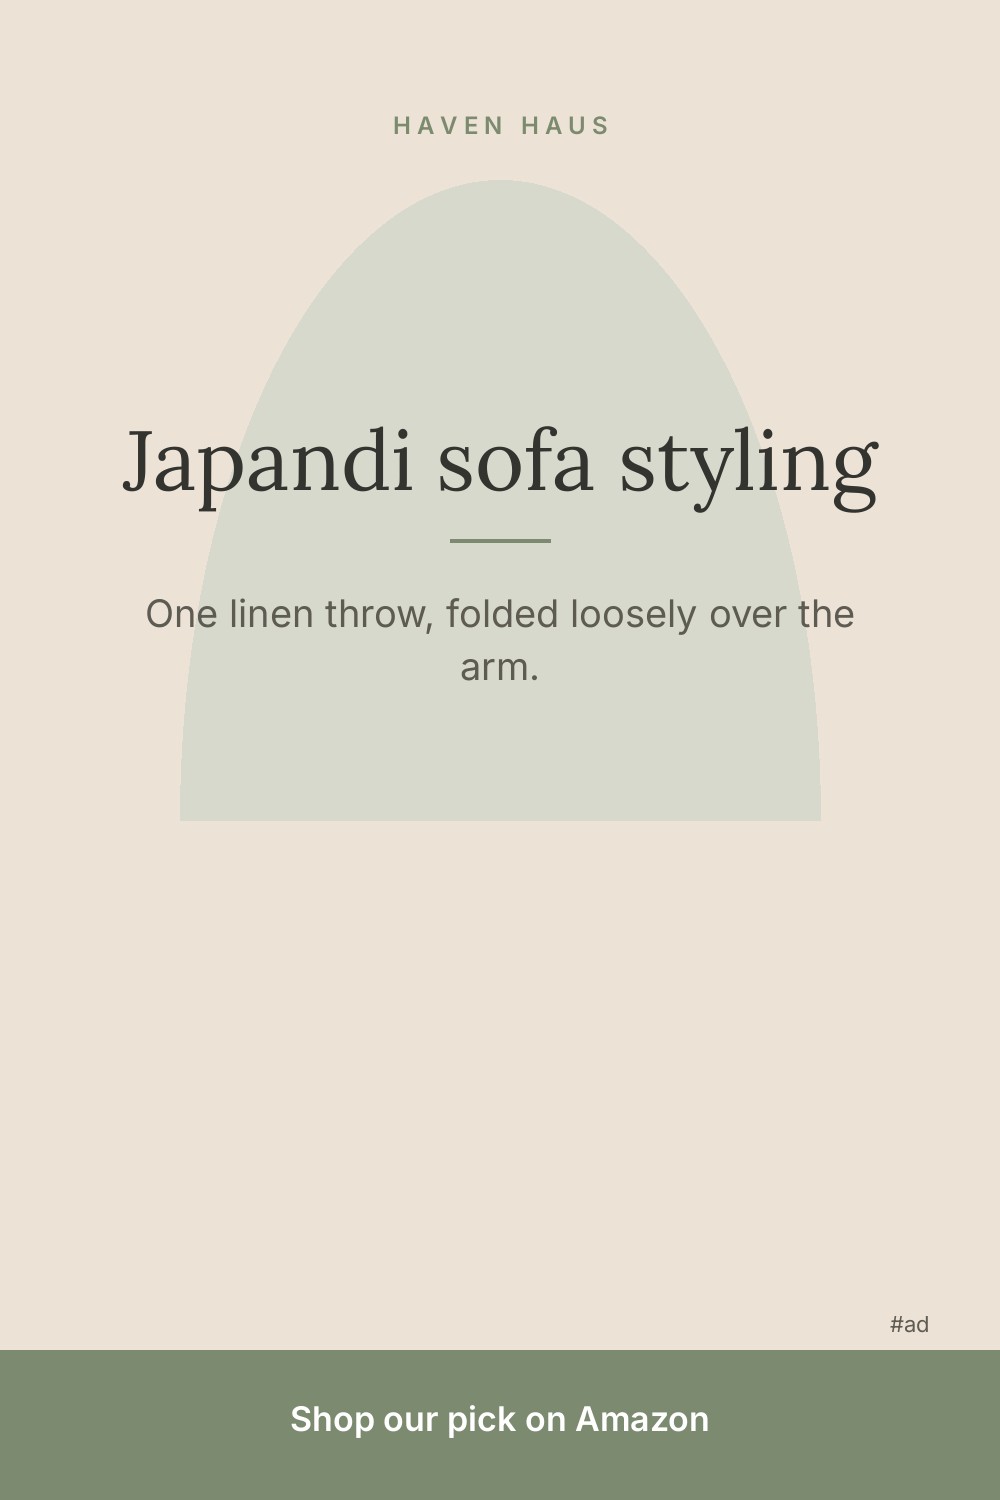 HAVEN HAUS
Japandi sofa styling
One linen throw, folded loosely over the
arm.
#ad
Shop our pick on Amazon